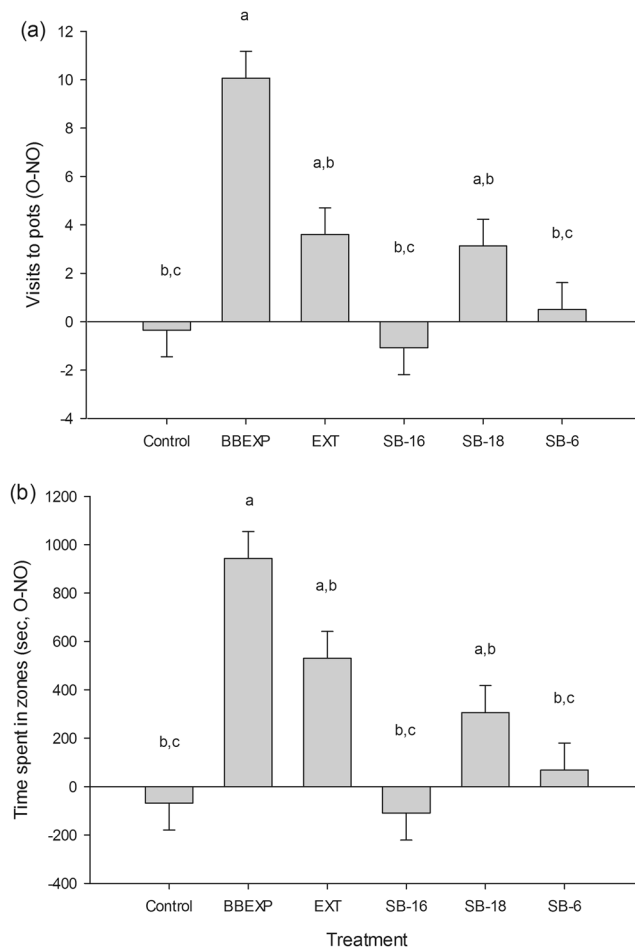 (a)
Visits to pots (O-NO)
12
10
8
6
4
2
0
-2
-4
b,c
a
a,b
b,c
a,b
b,c
Control BBEXP EXT SB-16 SB-18 SB-6
(b)
Time spent in zones (sec, O-NO)
1200
1000
800
600
400
200
0
-200
-400
b,c
a
a,b
b,c
a,b
b,c
Control BBEXP EXT SB-16 SB-18 SB-6
Treatment